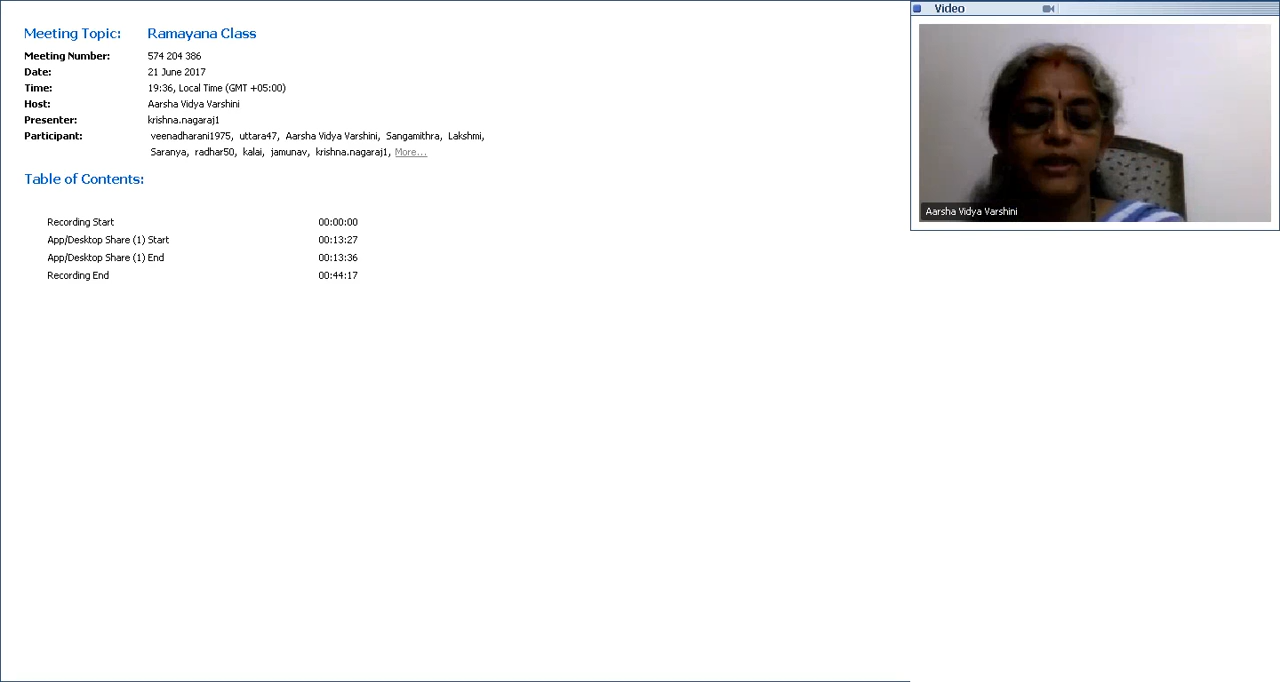 Meeting Topic: Ramayana Class
Meeting Number: 574 204 386
Date: 21 June 2017
Time: 19:36, Local Time (GMT +05:00)
Host: Aarsha Vidya Varshini
Presenter: krishna.nagaraj1
Participant: veenadharani1975, uttara47, Aarsha Vidya Varshini, Sangamithra, Lakshmi,
Saranya, radhar50, kalai, jamunav, krishna.nagaraj1, More...
Table of Contents:
Recording Start 00:00:00
App/Desktop Share (1) Start 00:13:27
App/Desktop Share (1) End 00:13:36
Recording End 00:44:17
Video
Aarsha Vidya Varshini